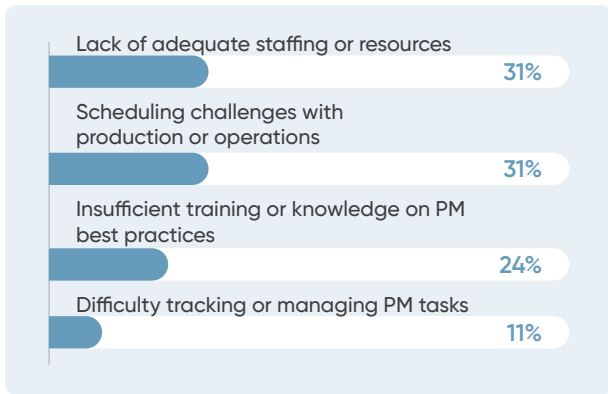 Lack of adequate staffing or resources
31%
Scheduling challenges with
production or operations
31%
Insufficient training or knowledge on PM
best practices
24%
Difficulty tracking or managing PM tasks
11%